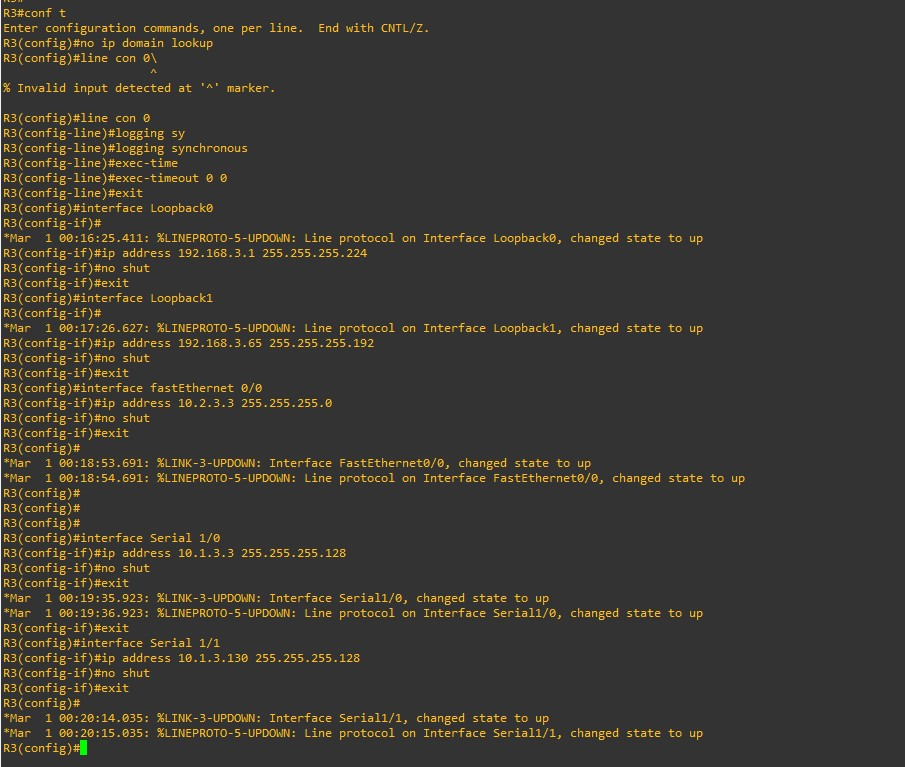 R3#
R3#conf t
Enter configuration commands, one per line.  End with CNTL/Z.
R3(config)#no ip domain lookup
R3(config)#line con 0\
                     ^
% Invalid input detected at '^' marker.

R3(config)#line con 0
R3(config-line)#logging sy
R3(config-line)#logging synchronous
R3(config-line)#exec-time
R3(config-line)#exec-timeout 0 0
R3(config-line)#exit
R3(config)#interface Loopback0
R3(config-if)#
*Mar  1 00:16:25.411: %LINEPROTO-5-UPDOWN: Line protocol on Interface Loopback0, changed state to up
R3(config-if)#ip address 192.168.3.1 255.255.255.224
R3(config-if)#no shut
R3(config-if)#exit
R3(config)#interface Loopback1
R3(config-if)#
*Mar  1 00:17:26.627: %LINEPROTO-5-UPDOWN: Line protocol on Interface Loopback1, changed state to up
R3(config-if)#ip address 192.168.3.65 255.255.255.192
R3(config-if)#no shut
R3(config-if)#exit
R3(config)#interface fastEthernet 0/0
R3(config-if)#ip address 10.2.3.3 255.255.255.0
R3(config-if)#no shut
R3(config-if)#exit
R3(config)#
*Mar  1 00:18:53.691: %LINK-3-UPDOWN: Interface FastEthernet0/0, changed state to up
*Mar  1 00:18:54.691: %LINEPROTO-5-UPDOWN: Line protocol on Interface FastEthernet0/0, changed state to up
R3(config)#
R3(config)#
R3(config)#
R3(config)#interface Serial 1/0
R3(config-if)#ip address 10.1.3.3 255.255.255.128
R3(config-if)#no shut
R3(config-if)#exit
*Mar  1 00:19:35.923: %LINK-3-UPDOWN: Interface Serial1/0, changed state to up
*Mar  1 00:19:36.923: %LINEPROTO-5-UPDOWN: Line protocol on Interface Serial1/0, changed state to up
R3(config-if)#exit
R3(config)#interface Serial 1/1
R3(config-if)#ip address 10.1.3.130 255.255.255.128
R3(config-if)#no shut
R3(config-if)#exit
R3(config)#
*Mar  1 00:20:14.035: %LINK-3-UPDOWN: Interface Serial1/1, changed state to up
*Mar  1 00:20:15.035: %LINEPROTO-5-UPDOWN: Line protocol on Interface Serial1/1, changed state to up
R3(config)#